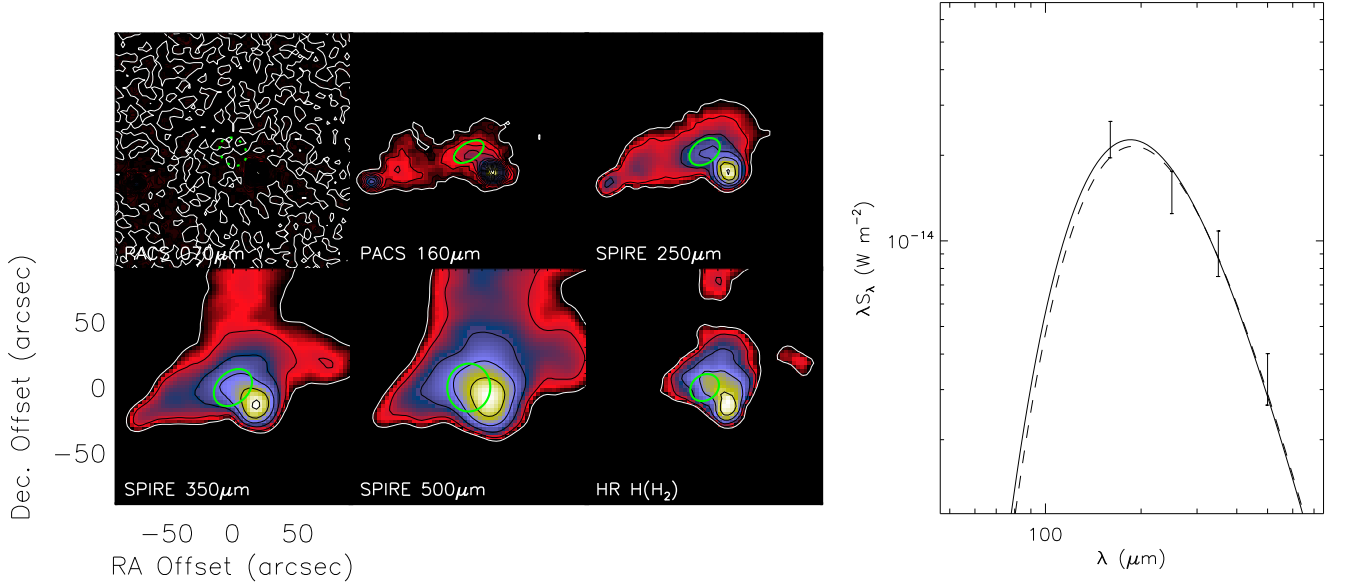 PACS 070μm
PACS 160μm
SPIRE 250μm
SPIRE 350μm
SPIRE 500μm
HR H(H₂)
Dec. Offset (arcsec)
50
0
−50
−50 0 50
RA Offset (arcsec)
λSλ (W m⁻²)
10⁻¹⁴
100
λ (μm)